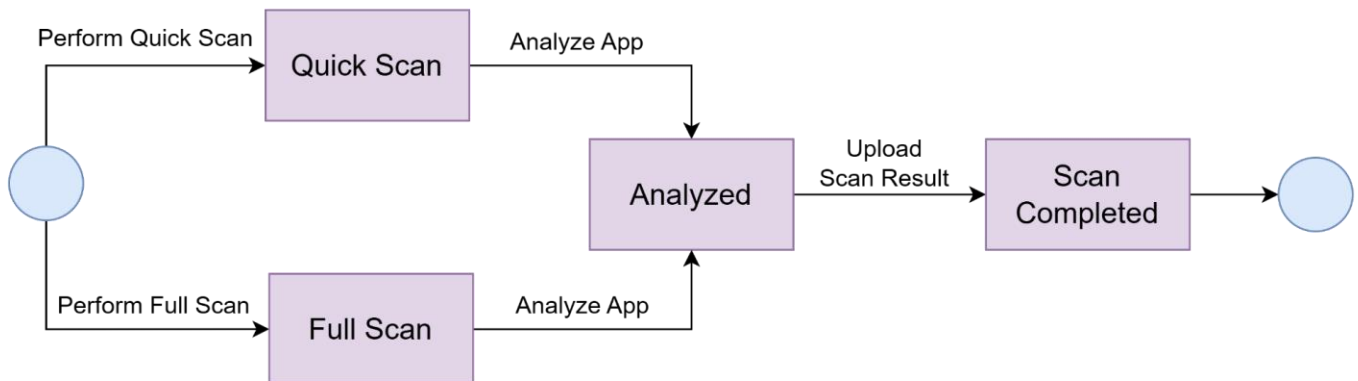 Perform Quick Scan
Quick Scan
Analyze App
Analyzed
Upload
Scan Result
Scan
Completed
Perform Full Scan
Full Scan
Analyze App